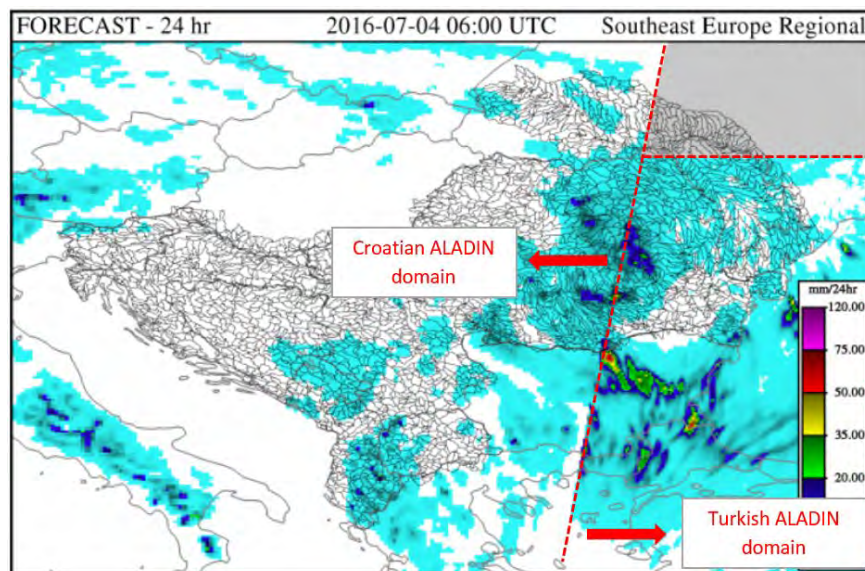 FORECAST - 24 hr 2016-07-04 06:00 UTC Southeast Europe Regional
Croatian ALADIN
domain
mm/24hr
120.00
75.00
50.00
35.00
20.00
Turkish ALADIN
domain